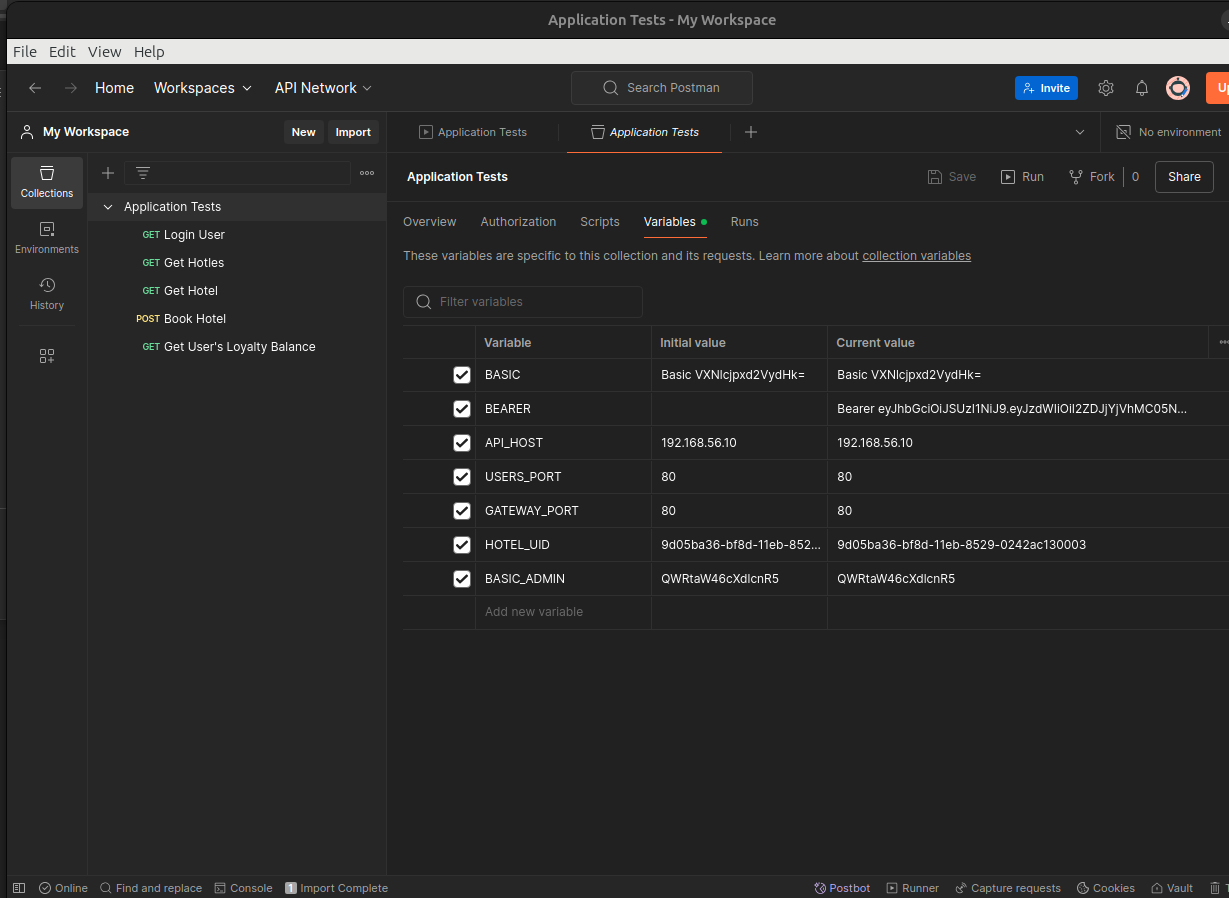 Application Tests - My Workspace
File Edit View Help
Home Workspaces API Network Search Postman Invite
My Workspace New Import Application Tests Application Tests No environment
Collections
Environments
History
Application Tests
GET Login User
GET Get Hotles
GET Get Hotel
POST Book Hotel
GET Get User's Loyalty Balance
Application Tests Save Run Fork 0 Share
Overview Authorization Scripts Variables Runs
These variables are specific to this collection and its requests. Learn more about collection variables
Filter variables
Variable Initial value Current value
BASIC Basic VXNlcjpxd2VydHk= Basic VXNlcjpxd2VydHk=
BEARER Bearer eyJhbGciOiJSUzI1NiJ9.eyJzdWIiOiI2ZDJjYjVhMC05N...
API_HOST 192.168.56.10 192.168.56.10
USERS_PORT 80 80
GATEWAY_PORT 80 80
HOTEL_UID 9d05ba36-bf8d-11eb-852... 9d05ba36-bf8d-11eb-8529-0242ac130003
BASIC_ADMIN QWRtaW46cXdlcnR5 QWRtaW46cXdlcnR5
Add new variable
Online Find and replace Console 1 Import Complete Postbot Runner Capture requests Cookies Vault